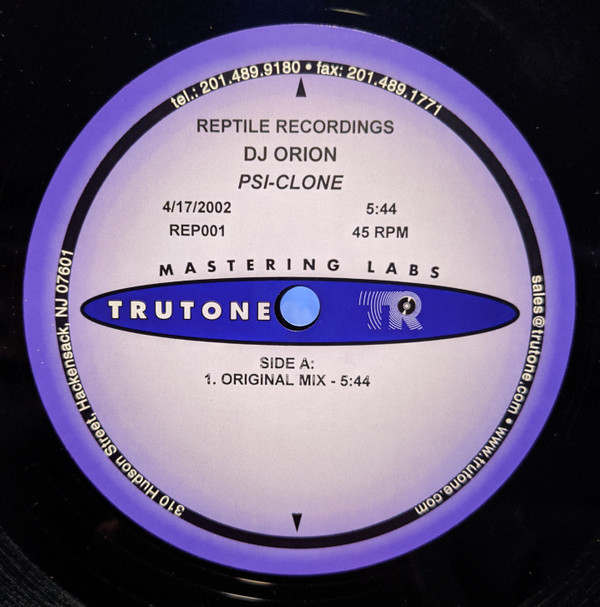 tel.: 201.489.9180 • fax: 201.489.1771
REPTILE RECORDINGS
DJ ORION
PSI-CLONE
4/17/2002 5:44
REP001 45 RPM
MASTERING LABS
TRUTONE TR
SIDE A:
1. ORIGINAL MIX - 5:44
310 Hudson Street, Hackensack, NJ 07601
sales@trutone.com • www.trutone.com